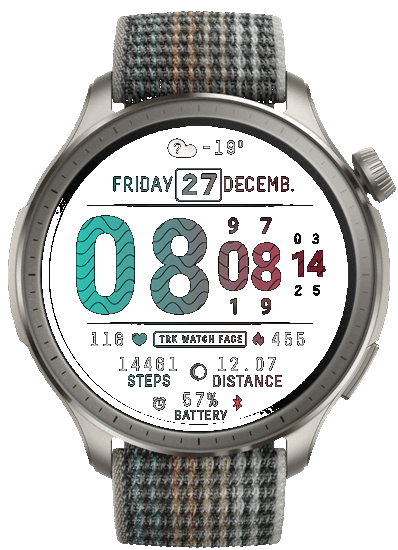 -19°
FRIDAY 27 DECEMB.
9 7
0 3
08 08 14
2 5
1 9
116 TRK WATCH FACE 455
14461 12.07
STEPS DISTANCE
57%
BATTERY